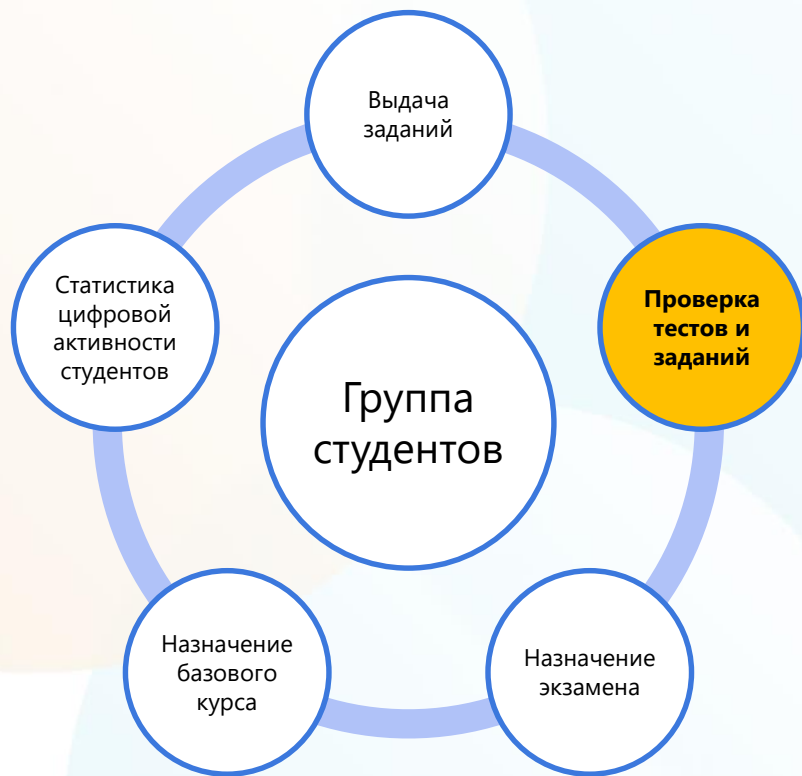 Выдача
заданий
Проверка
тестов и
заданий
Назначение
экзамена
Назначение
базового
курса
Статистика
цифровой
активности
студентов
Группа
студентов